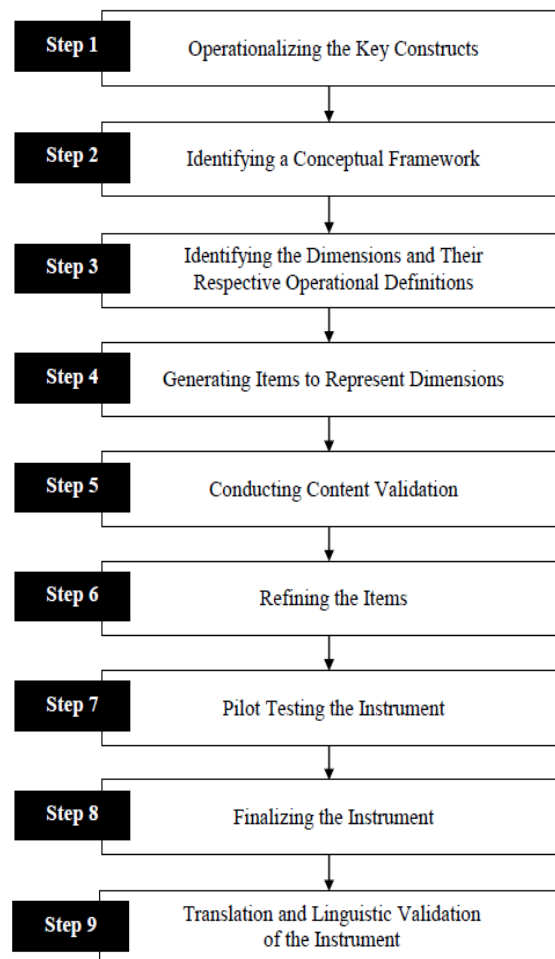 Step 1
Operationalizing the Key Constructs
Step 2
Identifying a Conceptual Framework
Step 3
Identifying the Dimensions and Their
Respective Operational Definitions
Step 4
Generating Items to Represent Dimensions
Step 5
Conducting Content Validation
Step 6
Refining the Items
Step 7
Pilot Testing the Instrument
Step 8
Finalizing the Instrument
Step 9
Translation and Linguistic Validation
of the Instrument